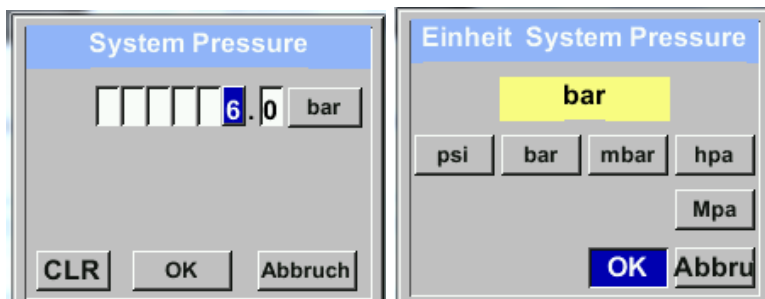 System Pressure
6.0 bar
CLR OK Abbruch
Einheit System Pressure
bar
psi bar mbar hpa
Mpa
OK Abbru